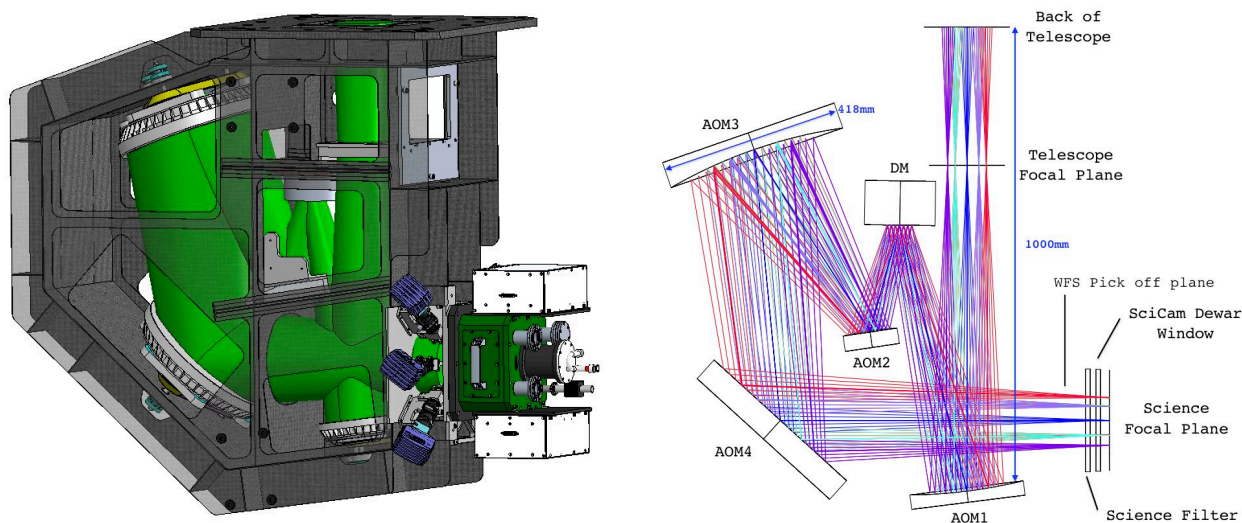 Back of
Telescope
418mm
AOM3
DM
Telescope
Focal Plane
1000mm
WFS Pick off plane
SciCam Dewar
Window
AOM2
Science
Focal Plane
AOM4
AOM1
Science Filter